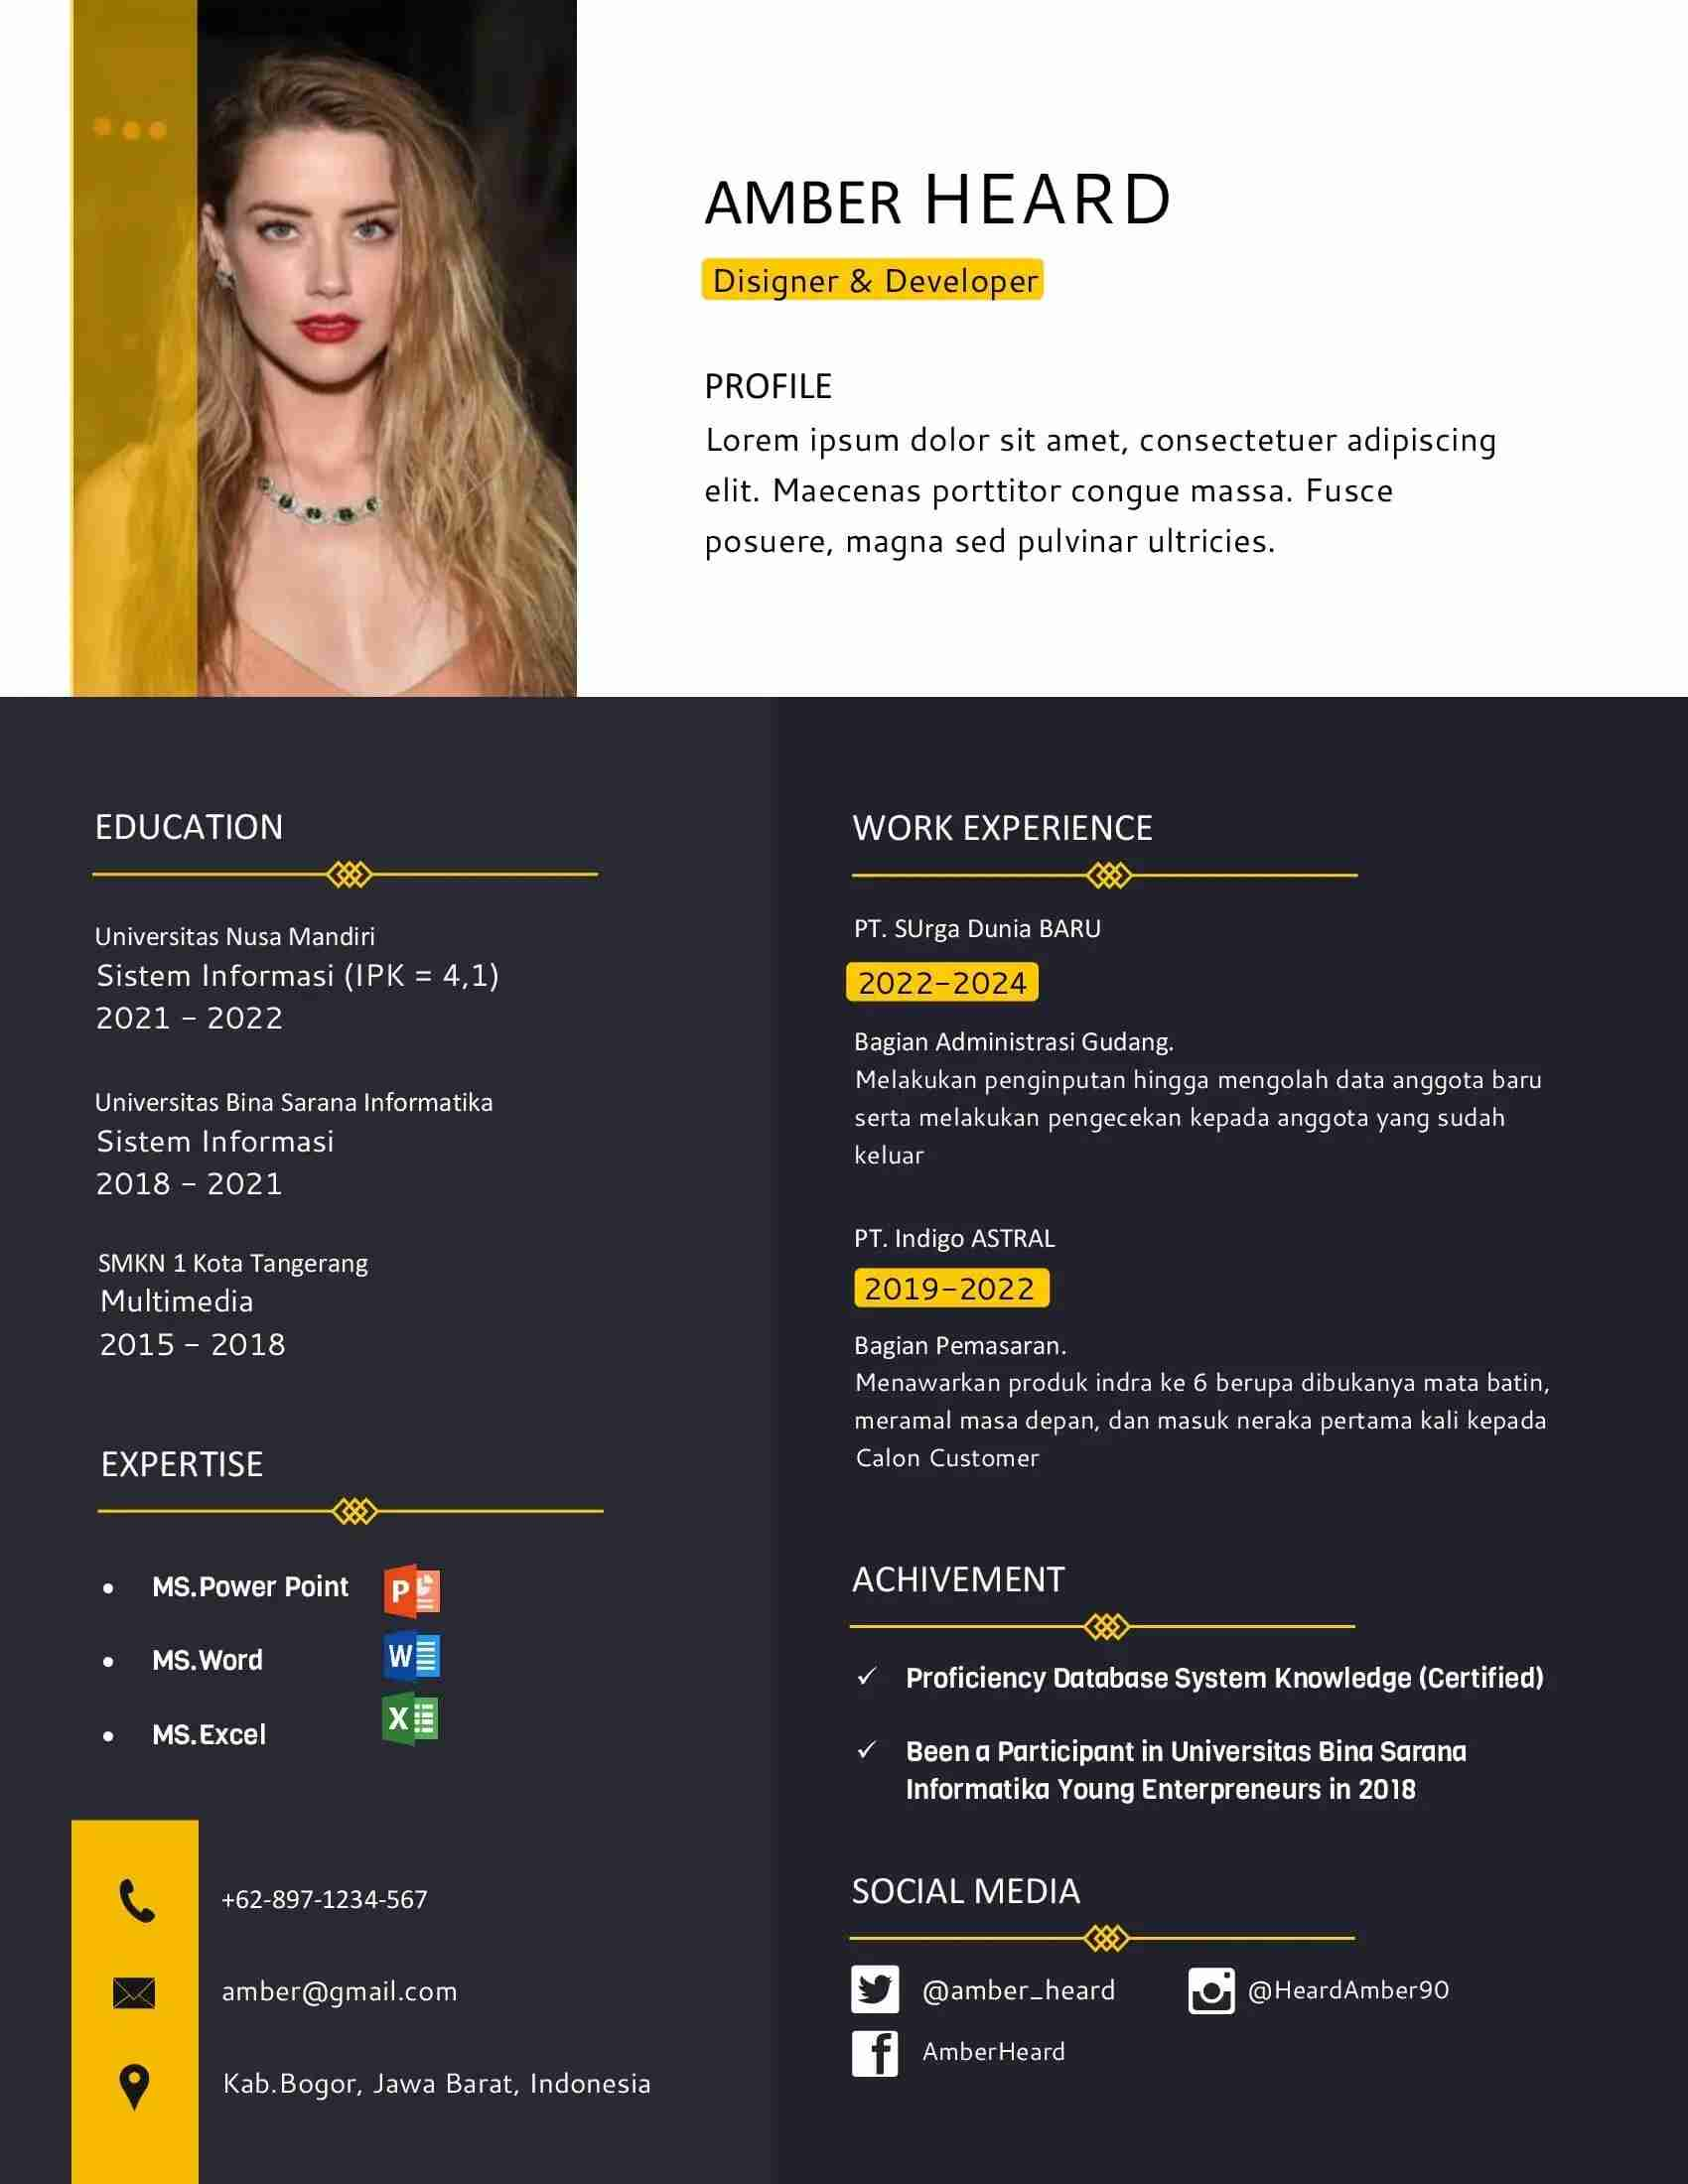 AMBER HEARD
Disigner & Developer
PROFILE
Lorem ipsum dolor sit amet, consectetuer adipiscing
elit. Maecenas porttitor congue massa. Fusce
posuere, magna sed pulvinar ultricies.
EDUCATION
Universitas Nusa Mandiri
Sistem Informasi (IPK = 4,1)
2021 - 2022
Universitas Bina Sarana Informatika
Sistem Informasi
2018 - 2021
SMKN 1 Kota Tangerang
Multimedia
2015 - 2018
EXPERTISE
• MS.Power Point
• MS.Word
• MS.Excel
+62-897-1234-567
amber@gmail.com
Kab.Bogor, Jawa Barat, Indonesia
WORK EXPERIENCE
PT. SUrga Dunia BARU
2022-2024
Bagian Administrasi Gudang.
Melakukan penginputan hingga mengolah data anggota baru
serta melakukan pengecekan kepada anggota yang sudah
keluar
PT. Indigo ASTRAL
2019-2022
Bagian Pemasaran.
Menawarkan produk indra ke 6 berupa dibukanya mata batin,
meramal masa depan, dan masuk neraka pertama kali kepada
Calon Customer
ACHIVEMENT
✓ Proficiency Database System Knowledge (Certified)
✓ Been a Participant in Universitas Bina Sarana
Informatika Young Enterpreneurs in 2018
SOCIAL MEDIA
@amber_heard @HeardAmber90
AmberHeard